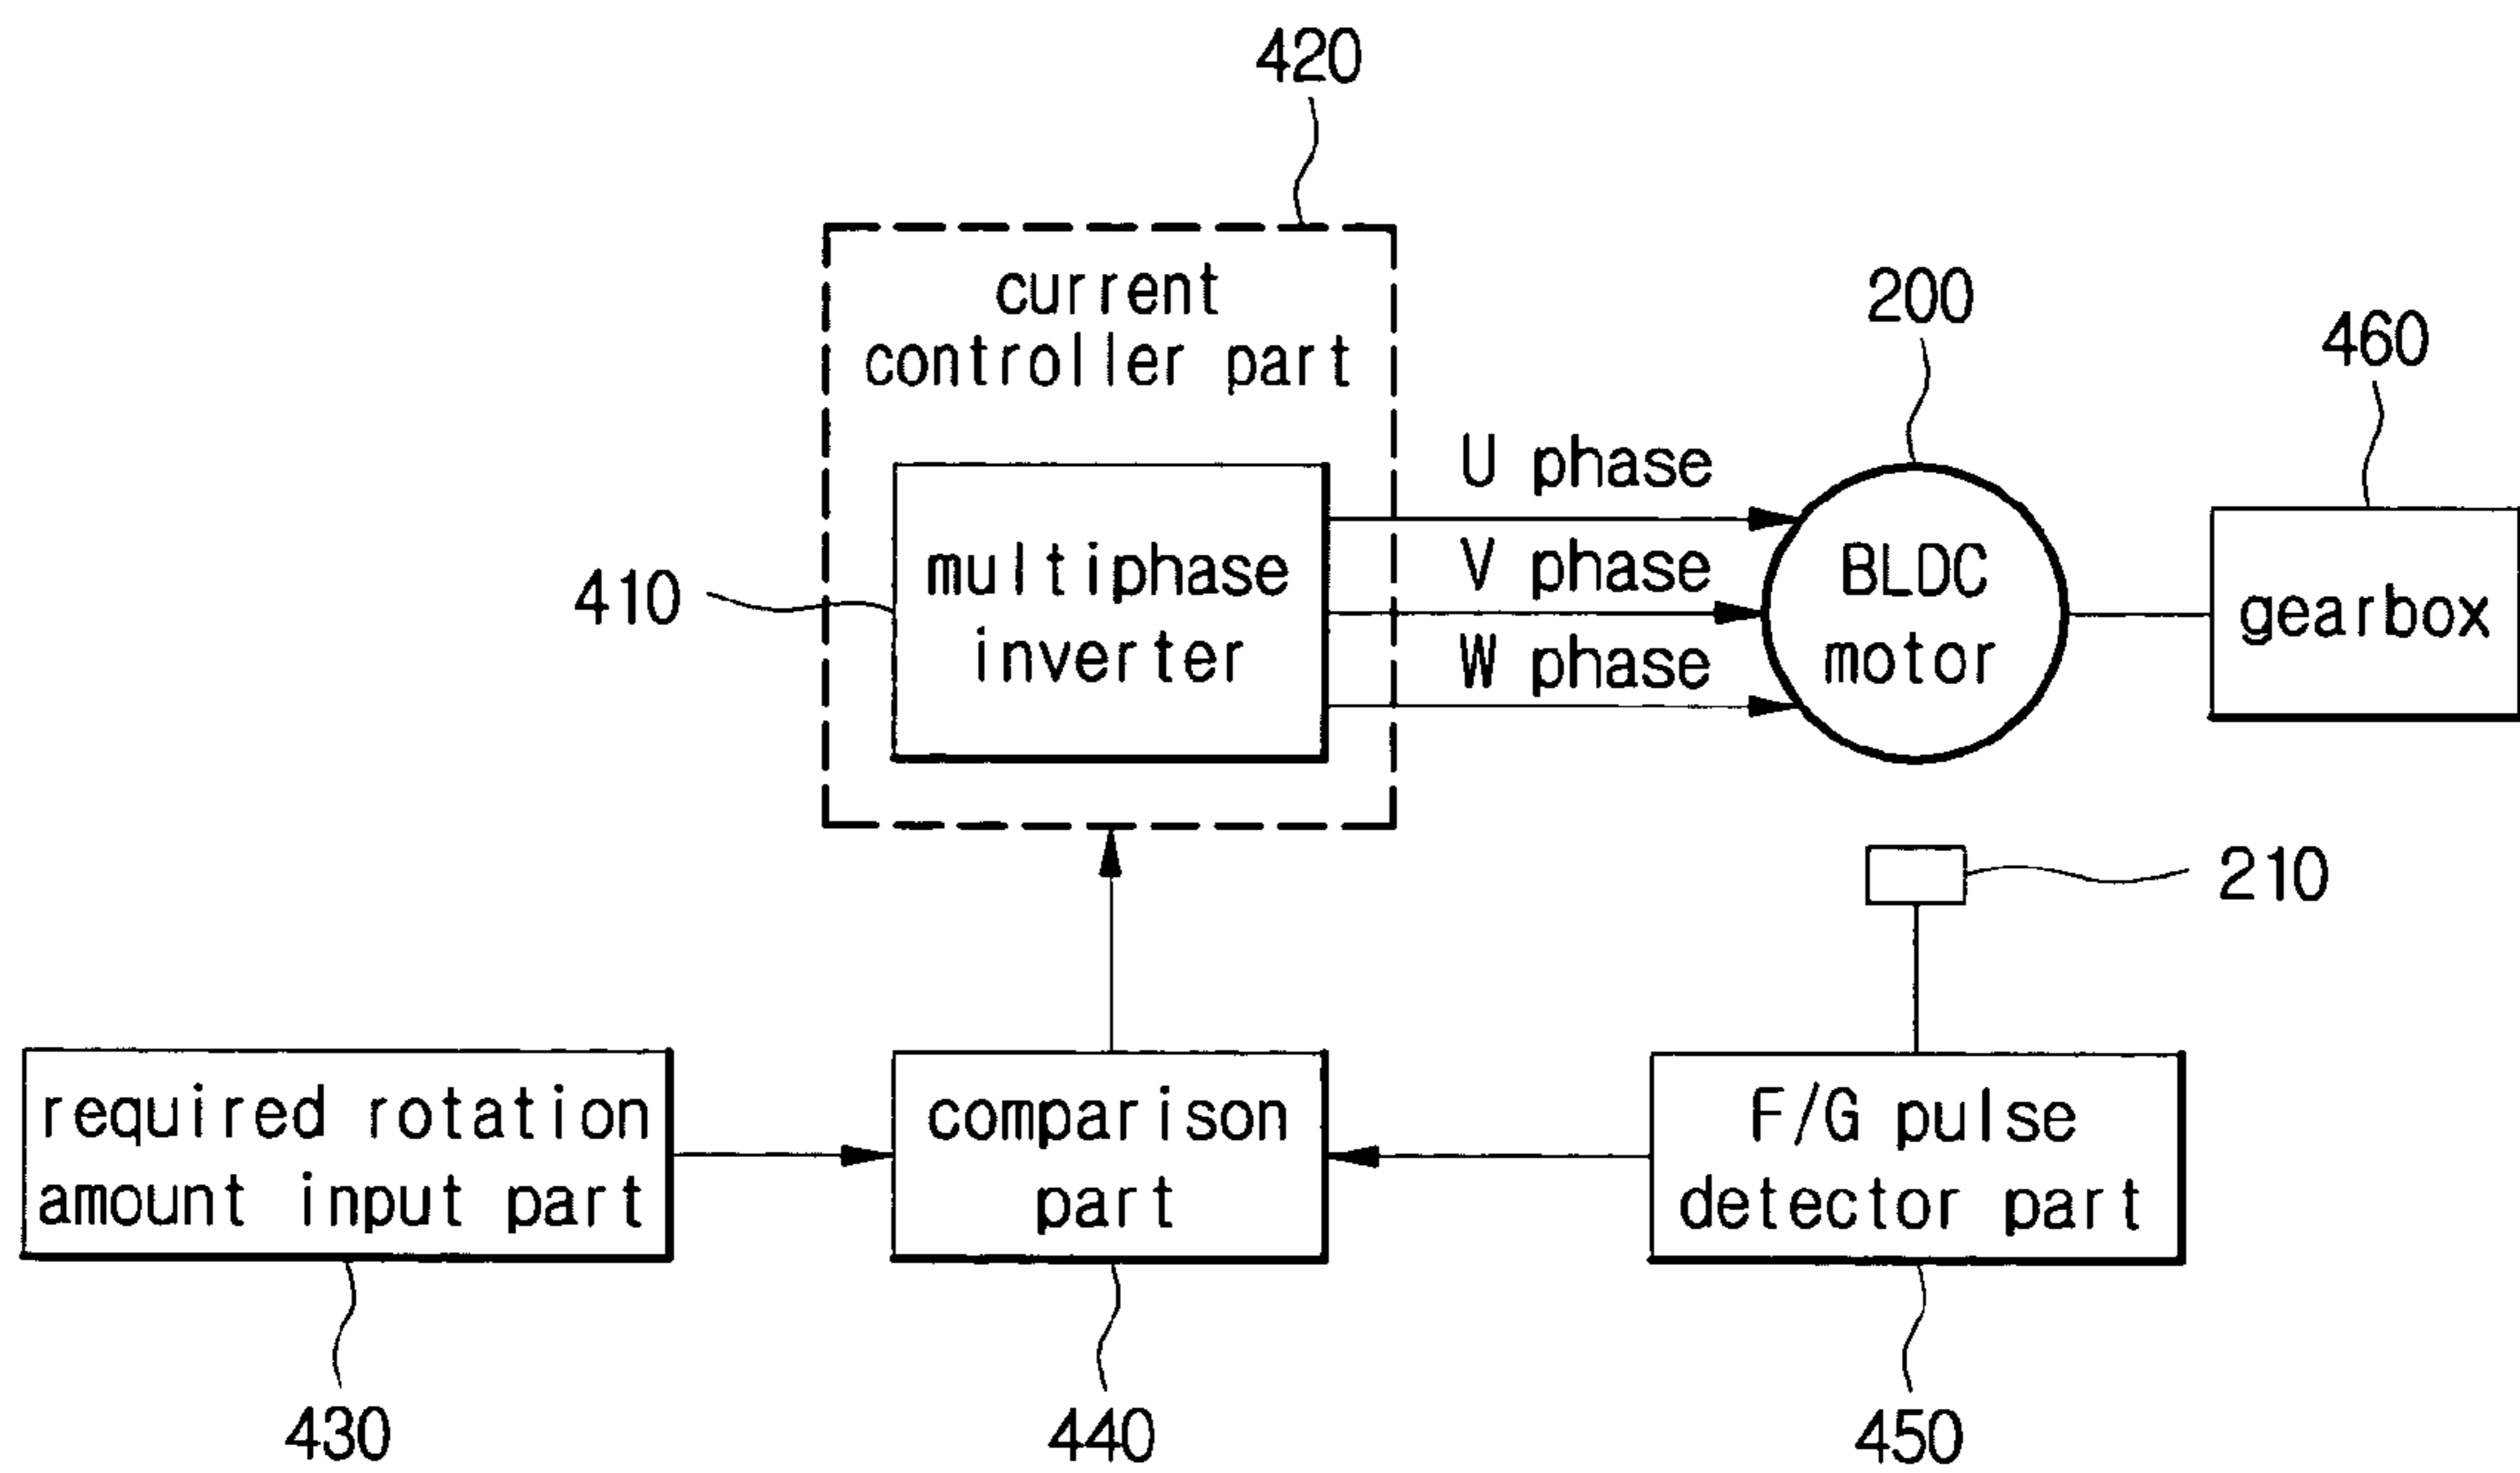 420
current
controller part
200
460
U phase
V phase
W phase
410
multiphase
inverter
BLDC
motor
gearbox
210
required rotation
amount input part
comparison
part
F/G pulse
detector part
430
440
450